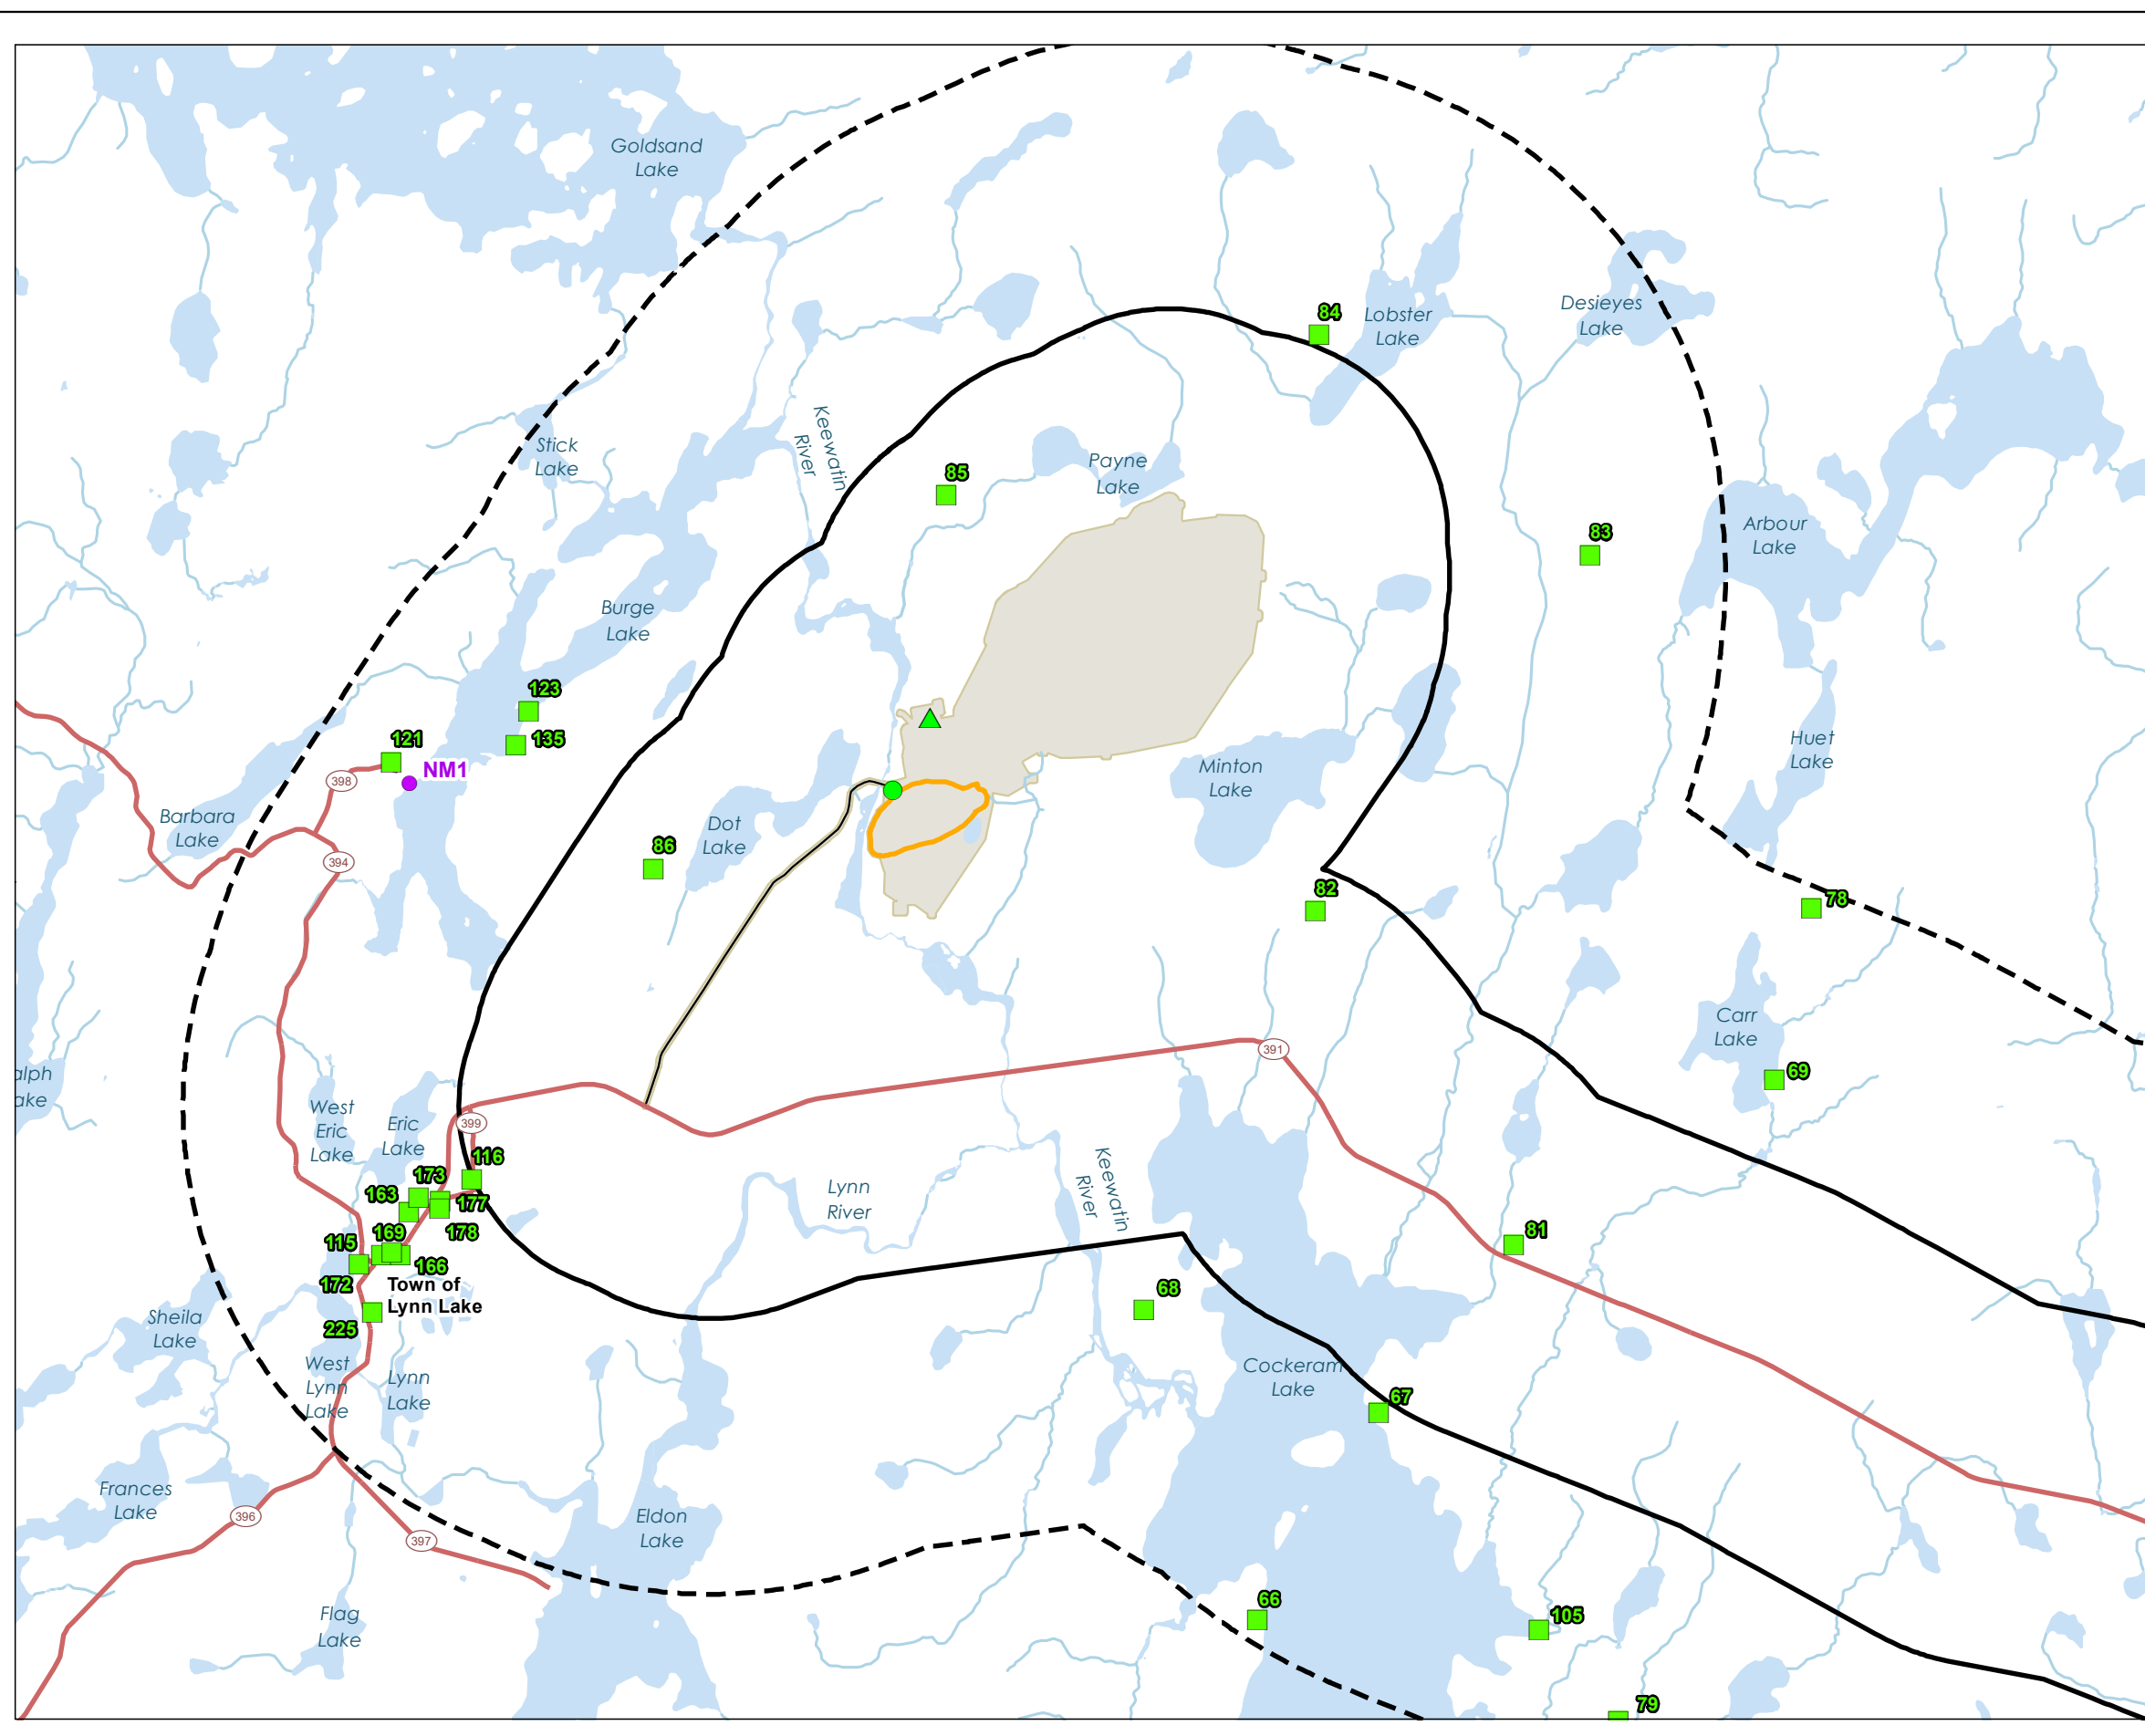 Goldsand
Lake
84
Lobster
Lake
Desieyes
Lake
Keewatin
River
Stick
Lake
85
Payne
Lake
83
Arbour
Lake
Burge
Lake
123
135
121
NM1
398
Barbara
Lake
394
86
Dot
Lake
Minton
Lake
Huet
Lake
82
78
Carr
Lake
69
391
alph
ake
West
Eric
Lake
Eric
Lake
399
116
173
163
177
178
169
115
166
172
Town of
Lynn Lake
225
Lynn
River
Keewatin
River
81
68
Sheila
Lake
West
Lynn
Lake
Lynn
Lake
Cockeram
Lake
67
Frances
Lake
396
397
Eldon
Lake
Flag
Lake
66
105
79